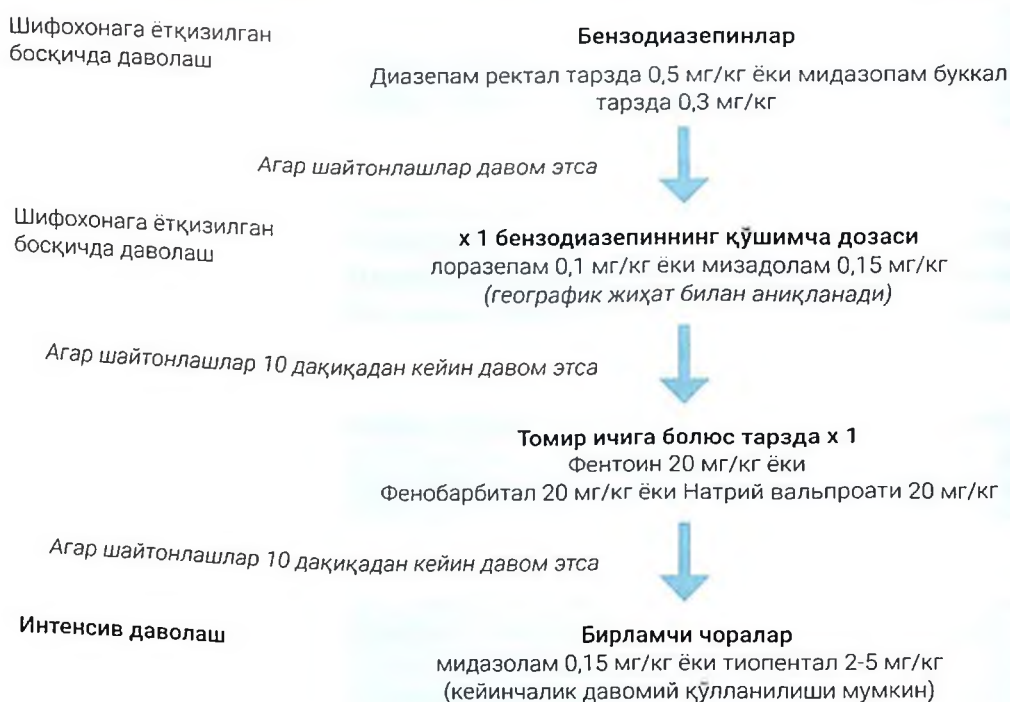 Шифохонага ётқизилган
босқичда даволаш
Бензодиазепинлар
Диазепам ректал тарзда 0,5 мг/кг ёки мидазопам буккал
тарзда 0,3 мг/кг
Агар шайтонлашлар давом этса
Шифохонага ётқизилган
босқичда даволаш
x 1 бензодиазепиннинг қўшимча дозаси
лоразепам 0,1 мг/кг ёки мизадолам 0,15 мг/кг
(географик жиҳат билан аниқланади)
Агар шайтонлашлар 10 дақиқадан кейин давом этса
Томир ичига болюс тарзда x 1
Фентоин 20 мг/кг ёки
Фенобарбитал 20 мг/кг ёки Натрий вальпроати 20 мг/кг
Агар шайтонлашлар 10 дақиқадан кейин давом этса
Интенсив даволаш
Бирламчи чоралар
мидазолам 0,15 мг/кг ёки тиопентал 2-5 мг/кг
(кейинчалик давомий қўлланилиши мумкин)